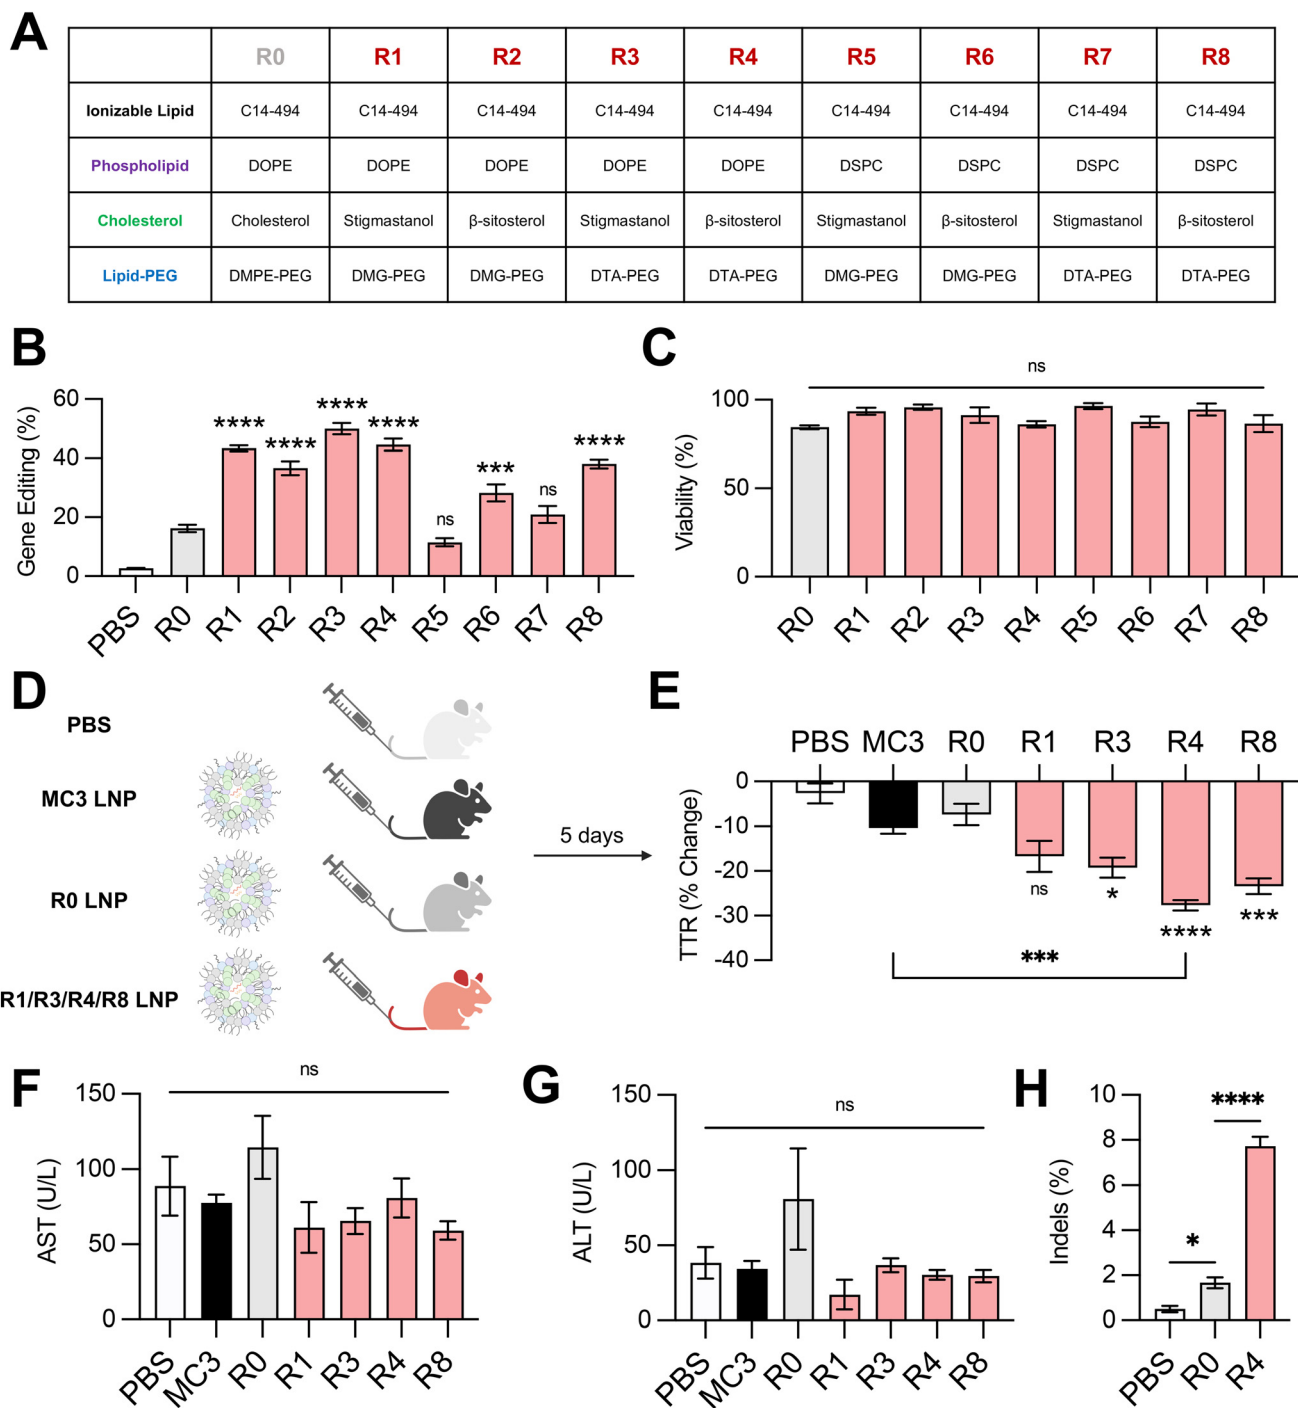 A
R0 R1 R2 R3 R4 R5 R6 R7 R8
Ionizable Lipid C14-494 C14-494 C14-494 C14-494 C14-494 C14-494 C14-494 C14-494 C14-494
Phospholipid DOPE DOPE DOPE DOPE DOPE DSPC DSPC DSPC DSPC
Cholesterol Cholesterol Stigmastanol β-sitosterol Stigmastanol β-sitosterol Stigmastanol β-sitosterol Stigmastanol β-sitosterol
Lipid-PEG DMPE-PEG DMG-PEG DMG-PEG DTA-PEG DTA-PEG DMG-PEG DMG-PEG DTA-PEG DTA-PEG
B
Gene Editing (%)
60
40
20
0
**** **** **** **** ns *** ns ****
PBS R0 R1 R2 R3 R4 R5 R6 R7 R8
C
ns
Viability (%)
100
50
0
R0 R1 R2 R3 R4 R5 R6 R7 R8
D
PBS
MC3 LNP
R0 LNP
R1/R3/R4/R8 LNP
5 days
E
PBS MC3 R0 R1 R3 R4 R8
TTR (% Change)
0
-10
-20
-30
-40
ns * **** ***
***
F
ns
AST (U/L)
150
100
50
0
PBS MC3 R0 R1 R3 R4 R8
G
ns
ALT (U/L)
150
100
50
0
PBS MC3 R0 R1 R3 R4 R8
H
Indels (%)
10
8
6
4
2
0
* ****
PBS R0 R4